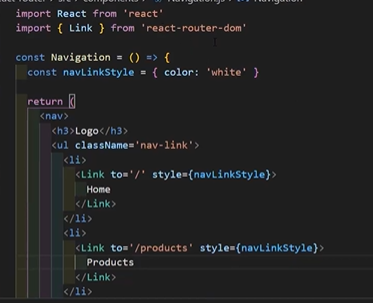 import React from 'react'
import { Link } from 'react-router-dom'
const Navigation = () => {
const navLinkStyle = { color: 'white' }
return (
<nav>
<h3>Logo</h3>
<ul className='nav-link'>
<li>
<Link to='/' style={navLinkStyle}>
Home
</Link>
</li>
<li>
<Link to='/products' style={navLinkStyle}>
Products
</Link>
</li>